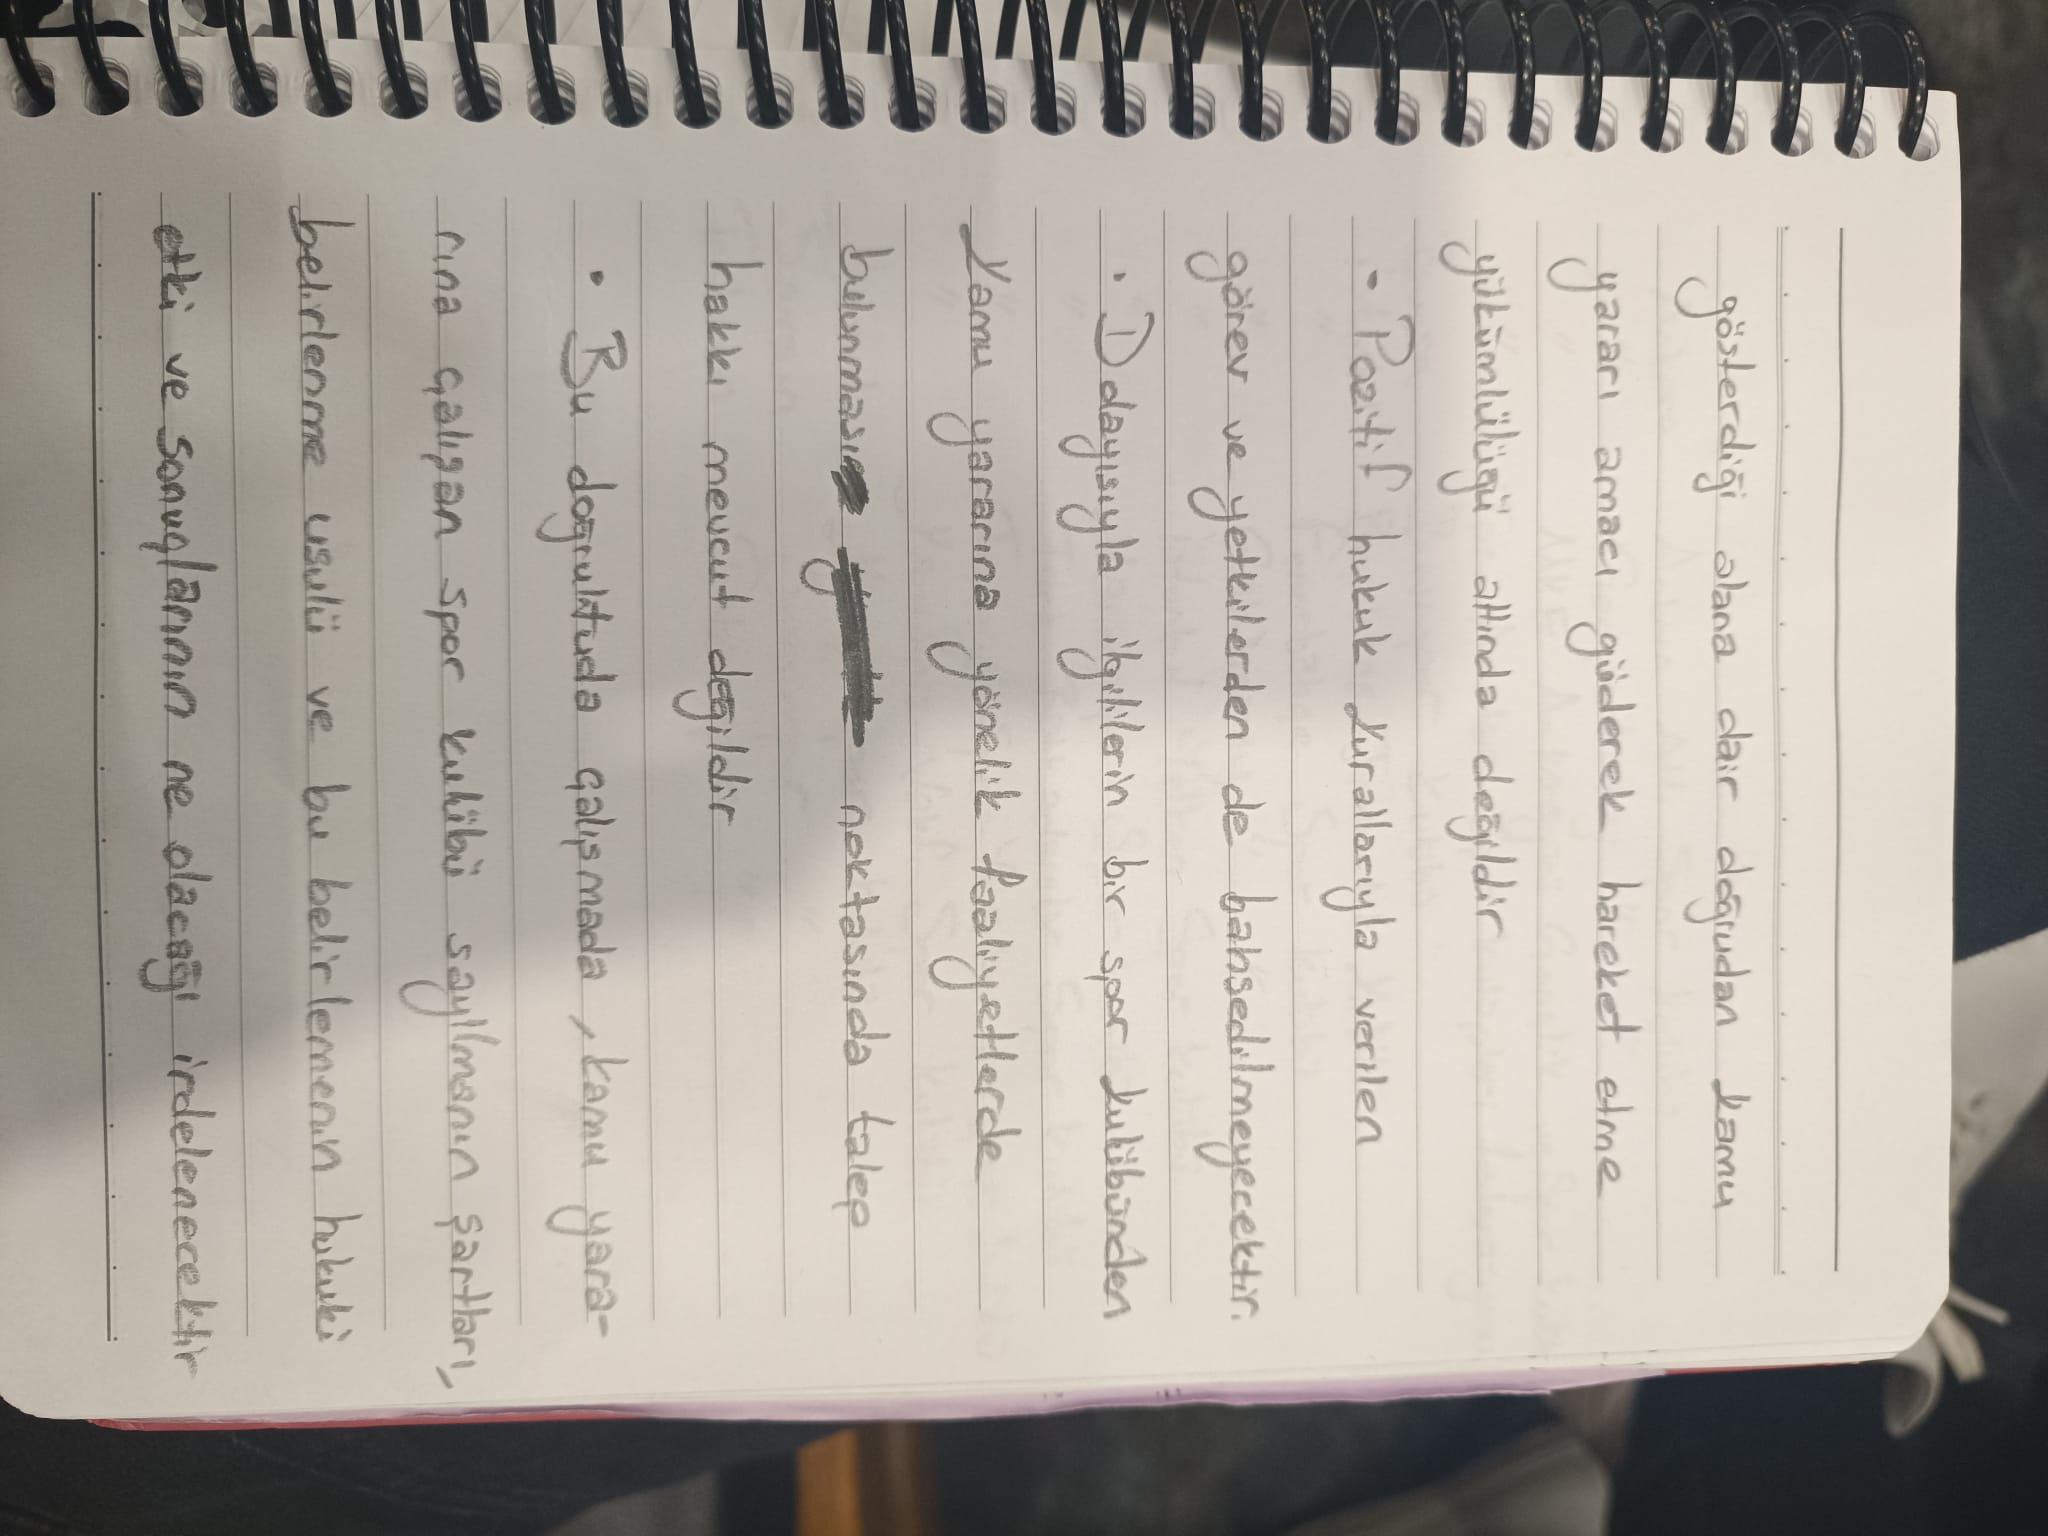 gösterdiği alana dair doğrudan kamu
yararı amacı güderek hareket etme
yükümlülüğü altında değildir
- Pozitif hukuk kurallarıyla verilen
görev ve yetkilerden de bahsedilmeyecektir.
• Dolayısıyla ilgililerin bir spor kulübünden
kamu yararına yönelik faaliyetlerde
bulunması noktasında talep
hakkı mevcut değildir
• Bu doğrultuda çalışmada, kamu yara-
rına çalışan spor kulübü sayılmanın şartları,
belirlenme usulü ve bu belirlemenin hukuki
etki ve sonuçlarının ne olacağı irdelenecektir